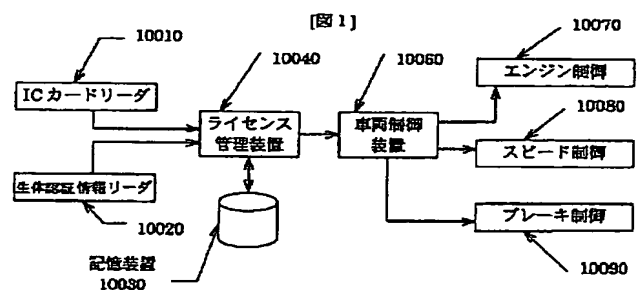 [図1]
10010
10040
10060
10070
ICカードリーダ
ライセンス
管理装置
車両制御
装置
エンジン制御
10080
スピード制御
生体認証情報リーダ
10020
記憶装置
10030
ブレーキ制御
10090